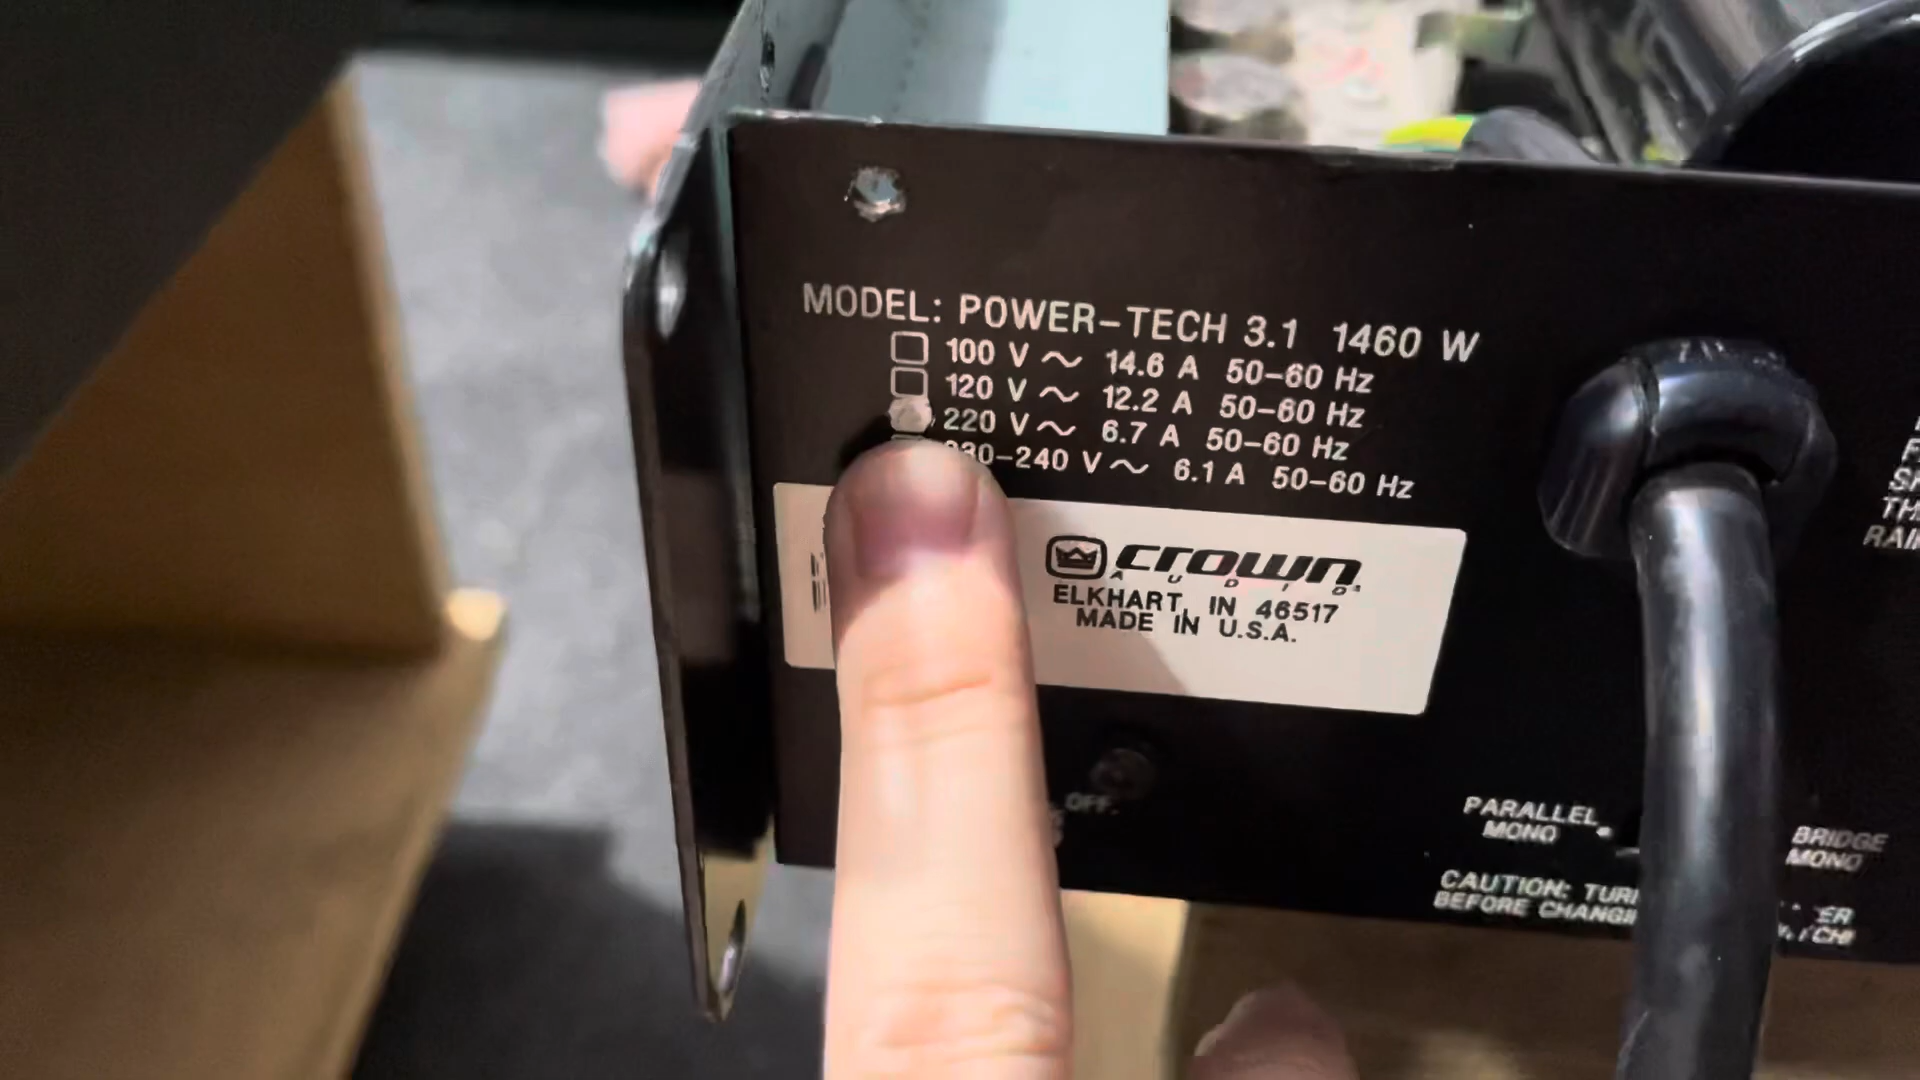 MODEL: POWER-TECH 3.1 1460 W
100 V ~ 14.6 A 50-60 Hz
120 V ~ 12.2 A 50-60 Hz
220 V ~ 6.7 A 50-60 Hz
30-240 V ~ 6.1 A 50-60 Hz
crown
AUDIO
ELKHART, IN 46517
MADE IN U.S.A.
OFF.
PARALLEL
MONO
BRIDGE
MONO
CAUTION: TURN
BEFORE CHANGI